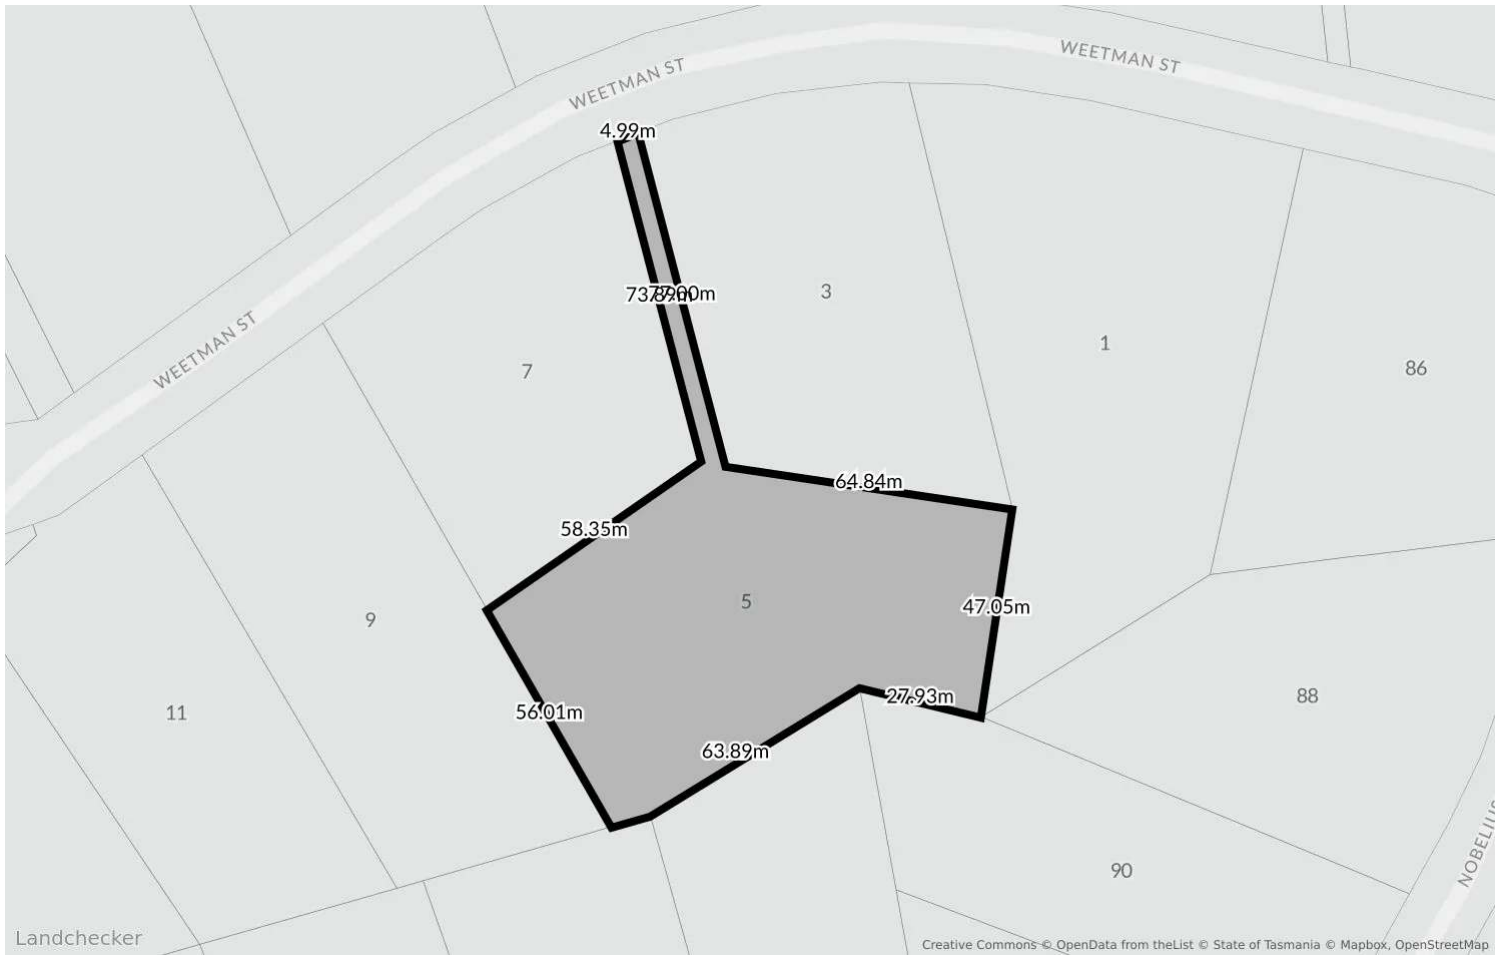 WEETMAN ST
WEETMAN ST
4.99m
3
7
1
WEETMAN ST
86
64.84m
58.35m
5
47.05m
9
88
27.93m
11
56.01m
63.89m
90
Landchecker
Creative Commons © OpenData from theList © State of Tasmania © Mapbox, OpenStreetMap